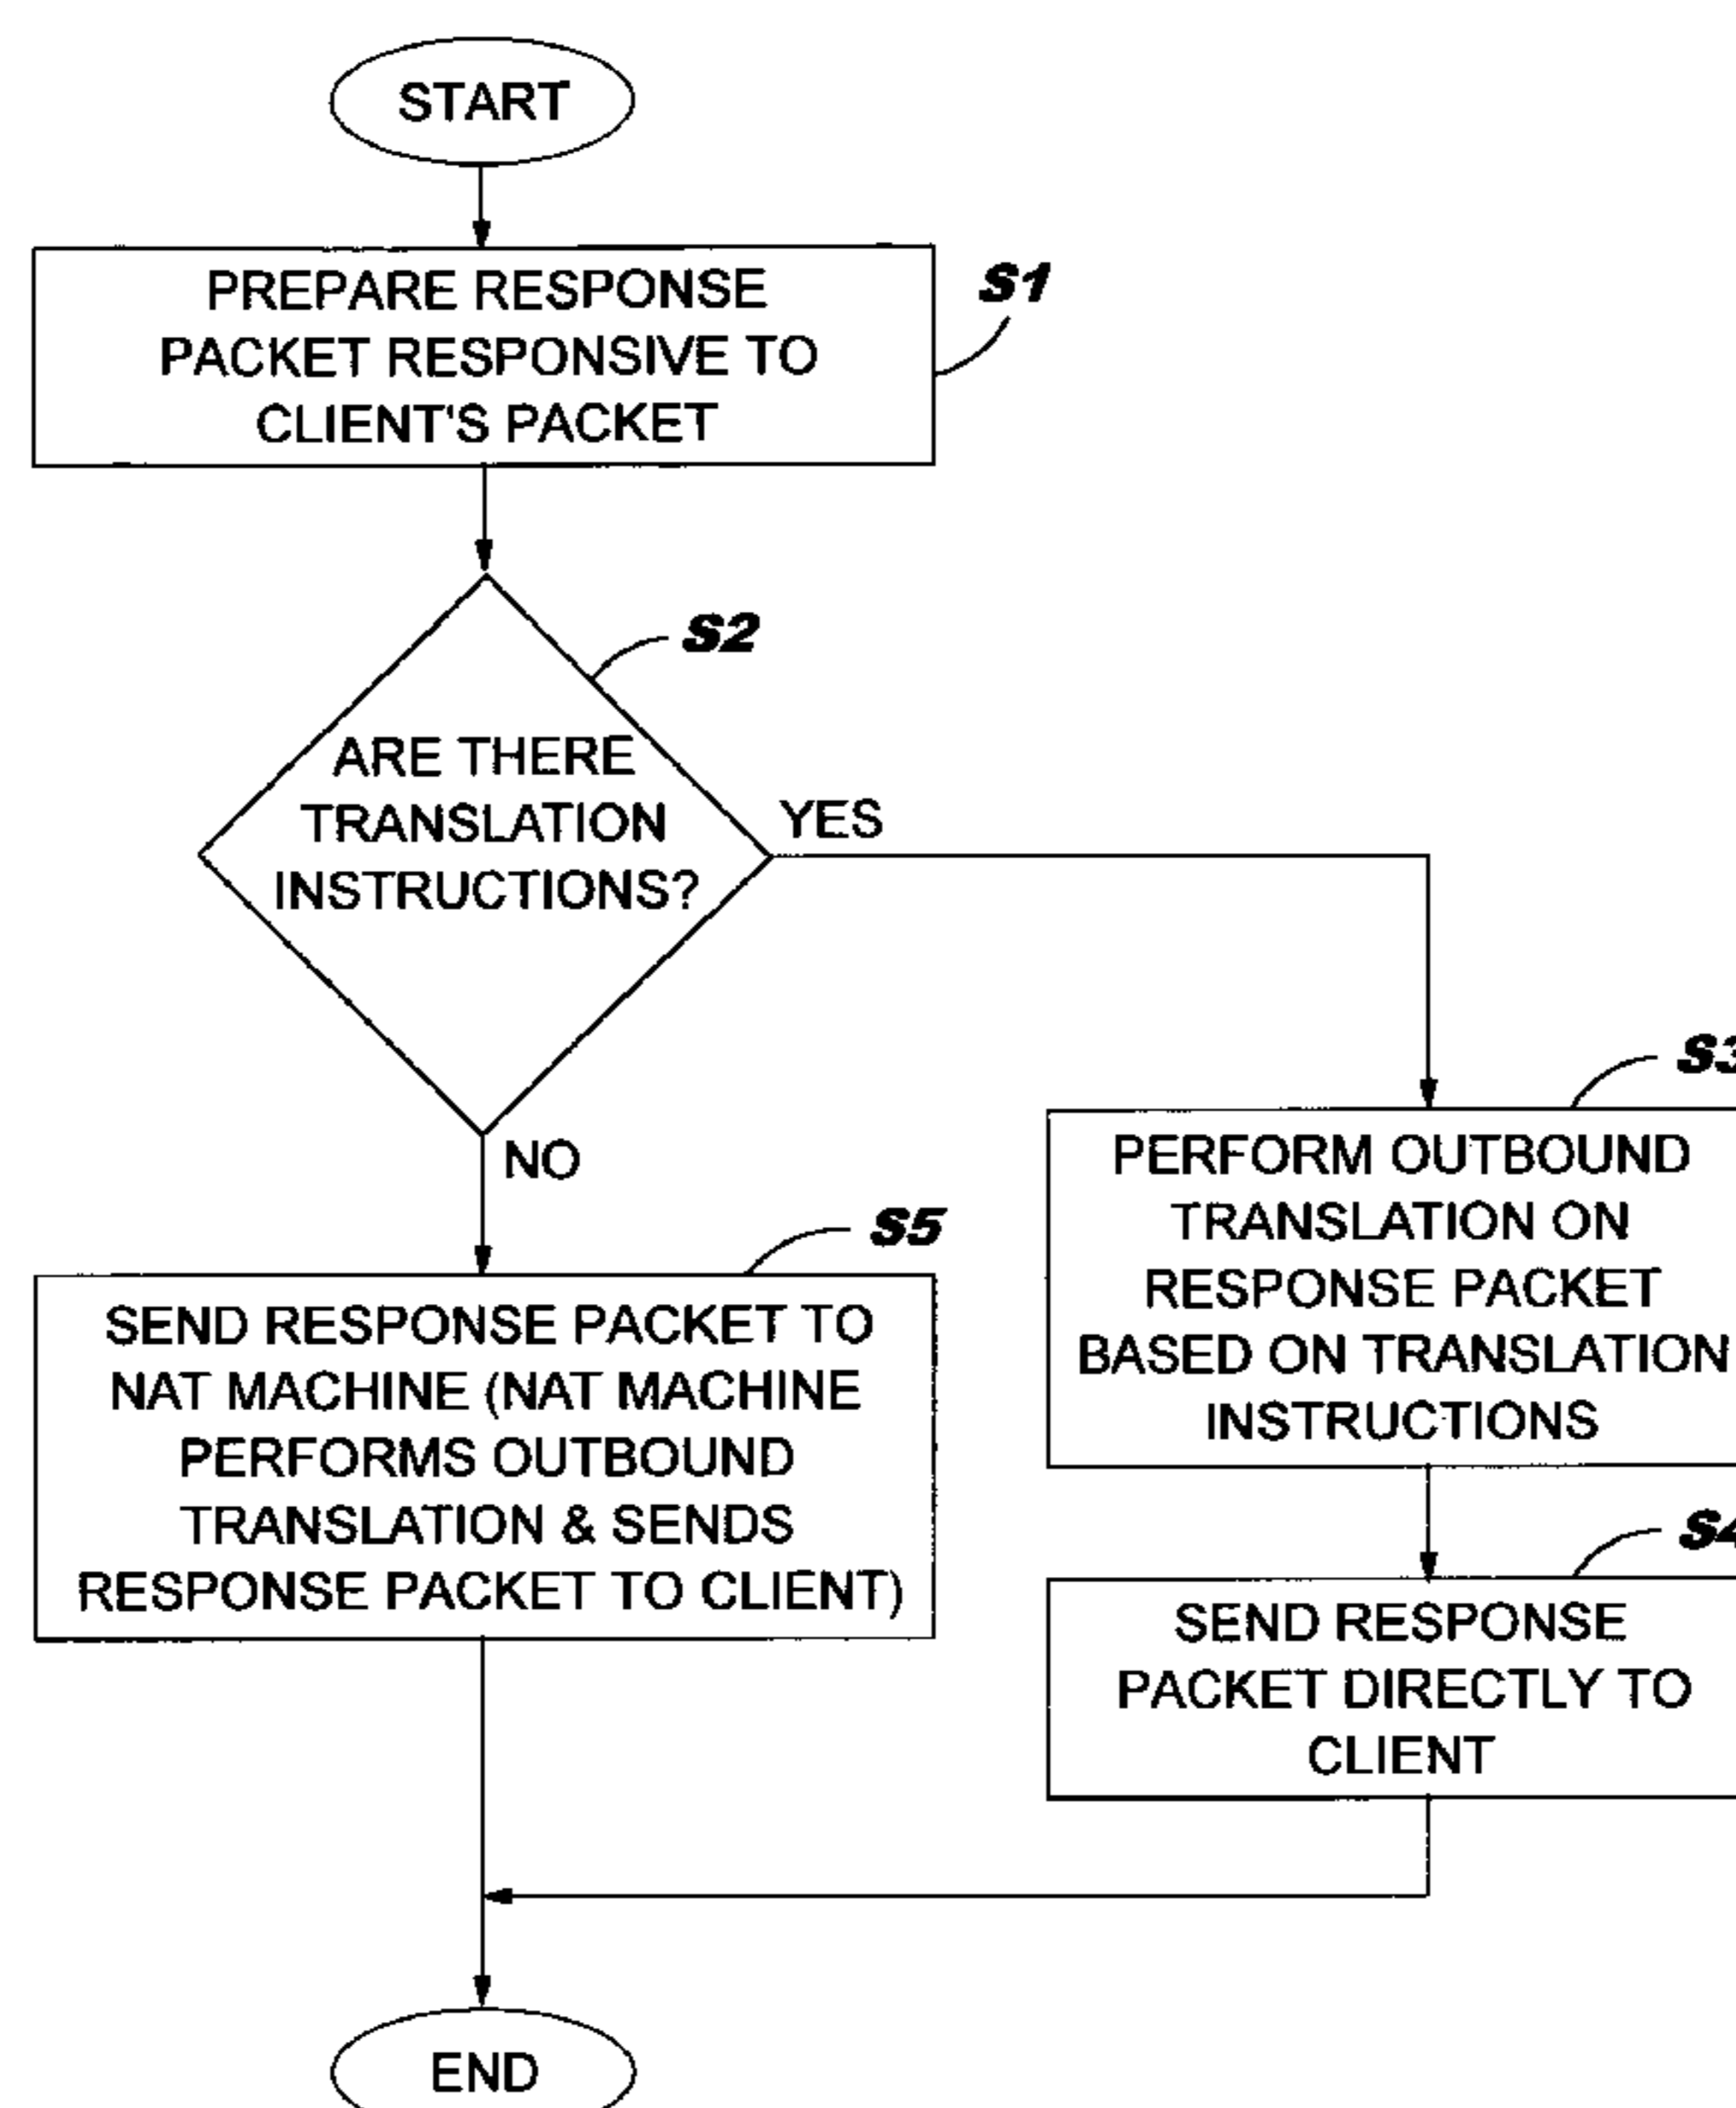 START
PREPARE RESPONSE
PACKET RESPONSIVE TO
CLIENT'S PACKET
S1
S2
ARE THERE
TRANSLATION
INSTRUCTIONS?
YES
NO
S3
PERFORM OUTBOUND
TRANSLATION ON
RESPONSE PACKET
BASED ON TRANSLATION
INSTRUCTIONS
S5
SEND RESPONSE PACKET TO
NAT MACHINE (NAT MACHINE
PERFORMS OUTBOUND
TRANSLATION & SENDS
RESPONSE PACKET TO CLIENT)
S4
SEND RESPONSE
PACKET DIRECTLY TO
CLIENT
END